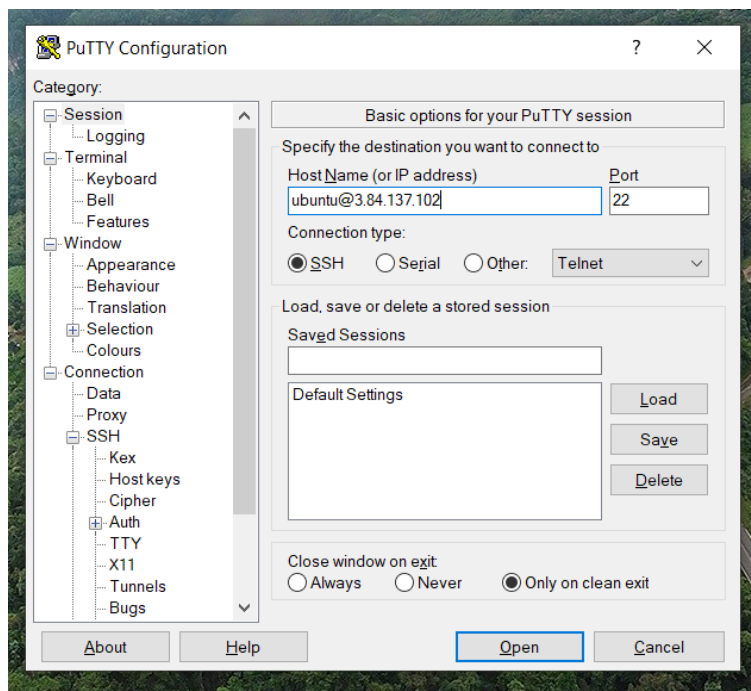 PuTTY Configuration
?
Category:
Session
Logging
Terminal
Keyboard
Bell
Features
Window
Appearance
Behaviour
Translation
Selection
Colours
Connection
Data
Proxy
SSH
Kex
Host keys
Cipher
Auth
TTY
X11
Tunnels
Bugs
Basic options for your PuTTY session
Specify the destination you want to connect to
Host Name (or IP address) Port
ubuntu@3.84.137.102 22
Connection type:
SSH Serial Other: Telnet
Load, save or delete a stored session
Saved Sessions
Default Settings
Load
Save
Delete
Close window on exit:
Always Never Only on clean exit
About Help Open Cancel